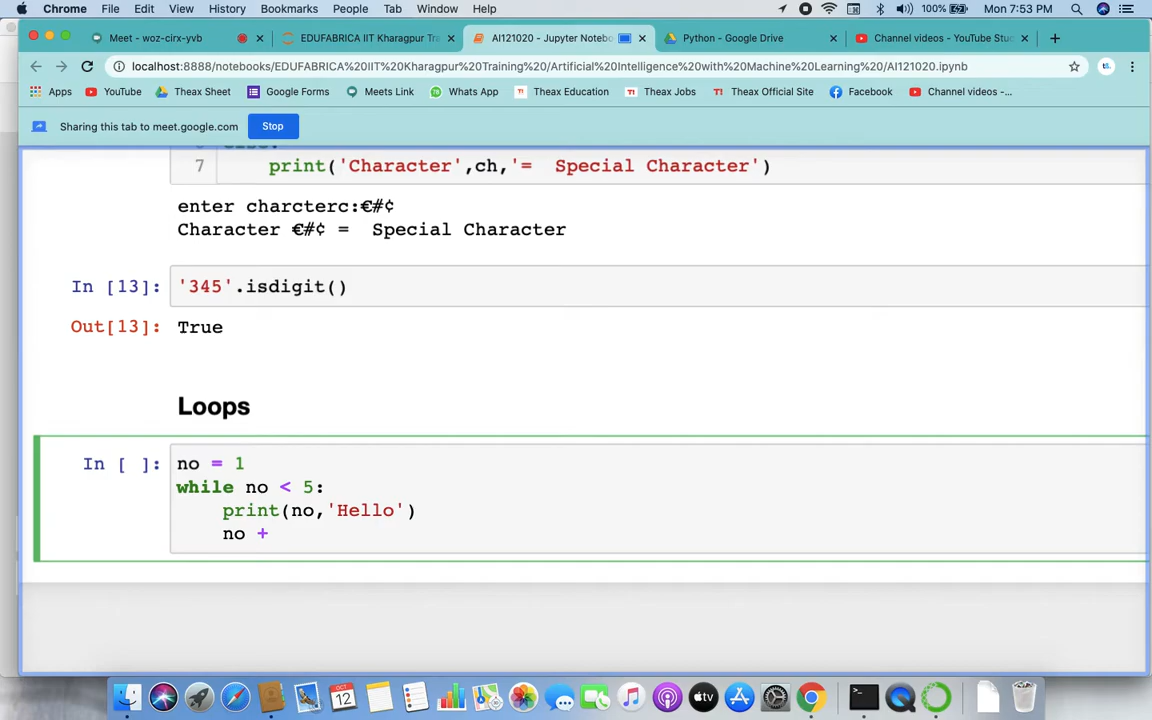 Chrome File Edit View History Bookmarks People Tab Window Help 100% Mon 7:53 PM
Meet - woz-cirx-yvb EDUFABRICA IIT Kharagpur Tra AI121020 - Jupyter Notebo Python - Google Drive Channel videos - YouTube Stu
localhost:8888/notebooks/EDUFABRICA%20IIT%20Kharagpur%20Training%20/Artificial%20Intelligence%20with%20Machine%20Learning%20/AI121020.ipynb
Apps YouTube Theax Sheet Google Forms Meets Link Whats App Theax Education Theax Jobs Theax Official Site Facebook Channel videos -...
Sharing this tab to meet.google.com Stop
7 print('Character',ch,'=  Special Character')
enter charcterc:€#¢
Character €#¢ =  Special Character
In [13]: '345'.isdigit()
Out[13]: True
Loops
In [ ]: no = 1
while no < 5:
print(no,'Hello')
no +
OCT
12
tv